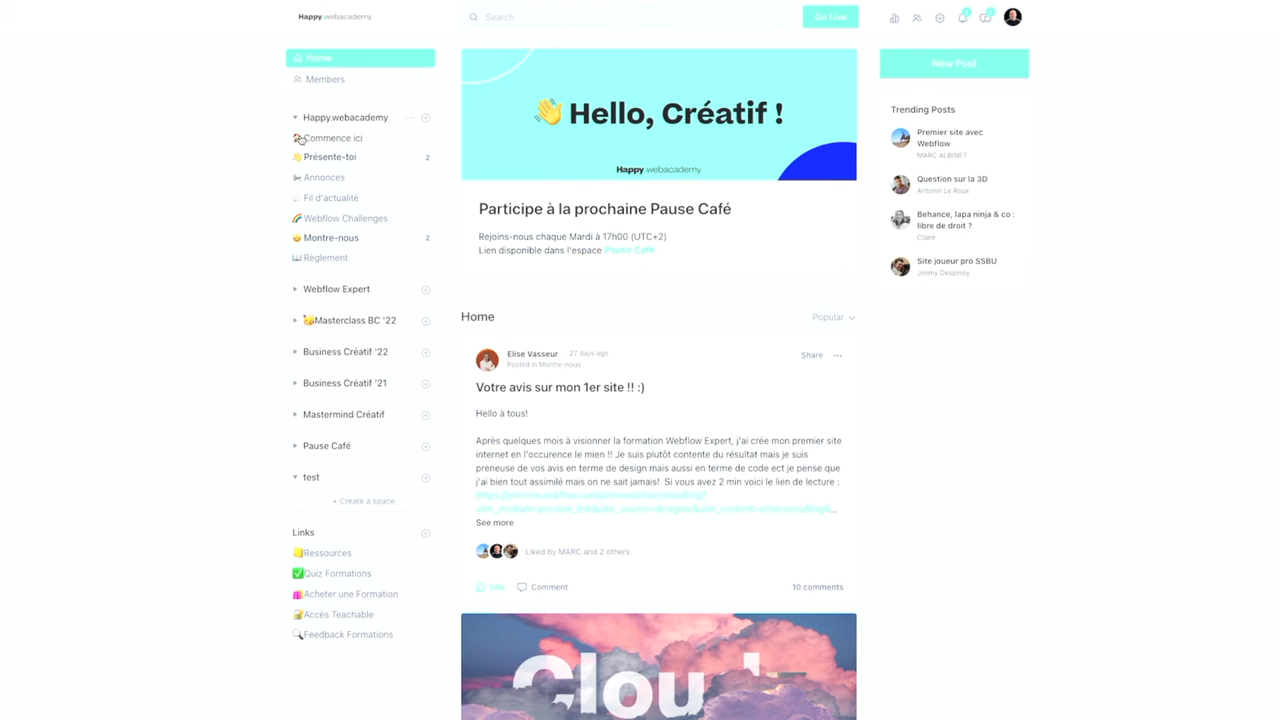 Happy.webacademy
Search
Go Live
Home
Members
Happy.webacademy
Commence ici
Présente-toi 2
Annonces
Fil d'actualité
Webflow Challenges
Montre-nous 2
Règlement
Webflow Expert
Masterclass BC '22
Business Créatif '22
Business Créatif '21
Mastermind Créatif
Pause Café
test
+ Create a space
Links
Ressources
Quiz Formations
Acheter une Formation
Accès Teachable
Feedback Formations
Hello, Créatif !
Happy.webacademy
Participe à la prochaine Pause Café
Rejoins-nous chaque Mardi à 17h00 (UTC+2)
Lien disponible dans l'espace Pause Café
Home
Popular
Elise Vasseur 27 days ago
Posted in Montre-nous
Share
Votre avis sur mon 1er site !! :)
Hello à tous!
Après quelques mois à visionner la formation Webflow Expert, j'ai crée mon premier site
internet en l'occurence le mien !! Je suis plutôt contente du résultat mais je suis
preneuse de vos avis en terme de design mais aussi en terme de code ect je pense que
j'ai bien tout assimilé mais on ne sait jamais! Si vous avez 2 min voici le lien de lecture :
See more
Liked by MARC and 2 others
Like
Comment
10 comments
New Post
Trending Posts
Premier site avec
Webflow
MARC ALBINET
Question sur la 3D
Antonin Le Roux
Behance, lapa ninja & co :
libre de droit ?
Claire
Site joueur pro SSBU
Jimmy Despinoy